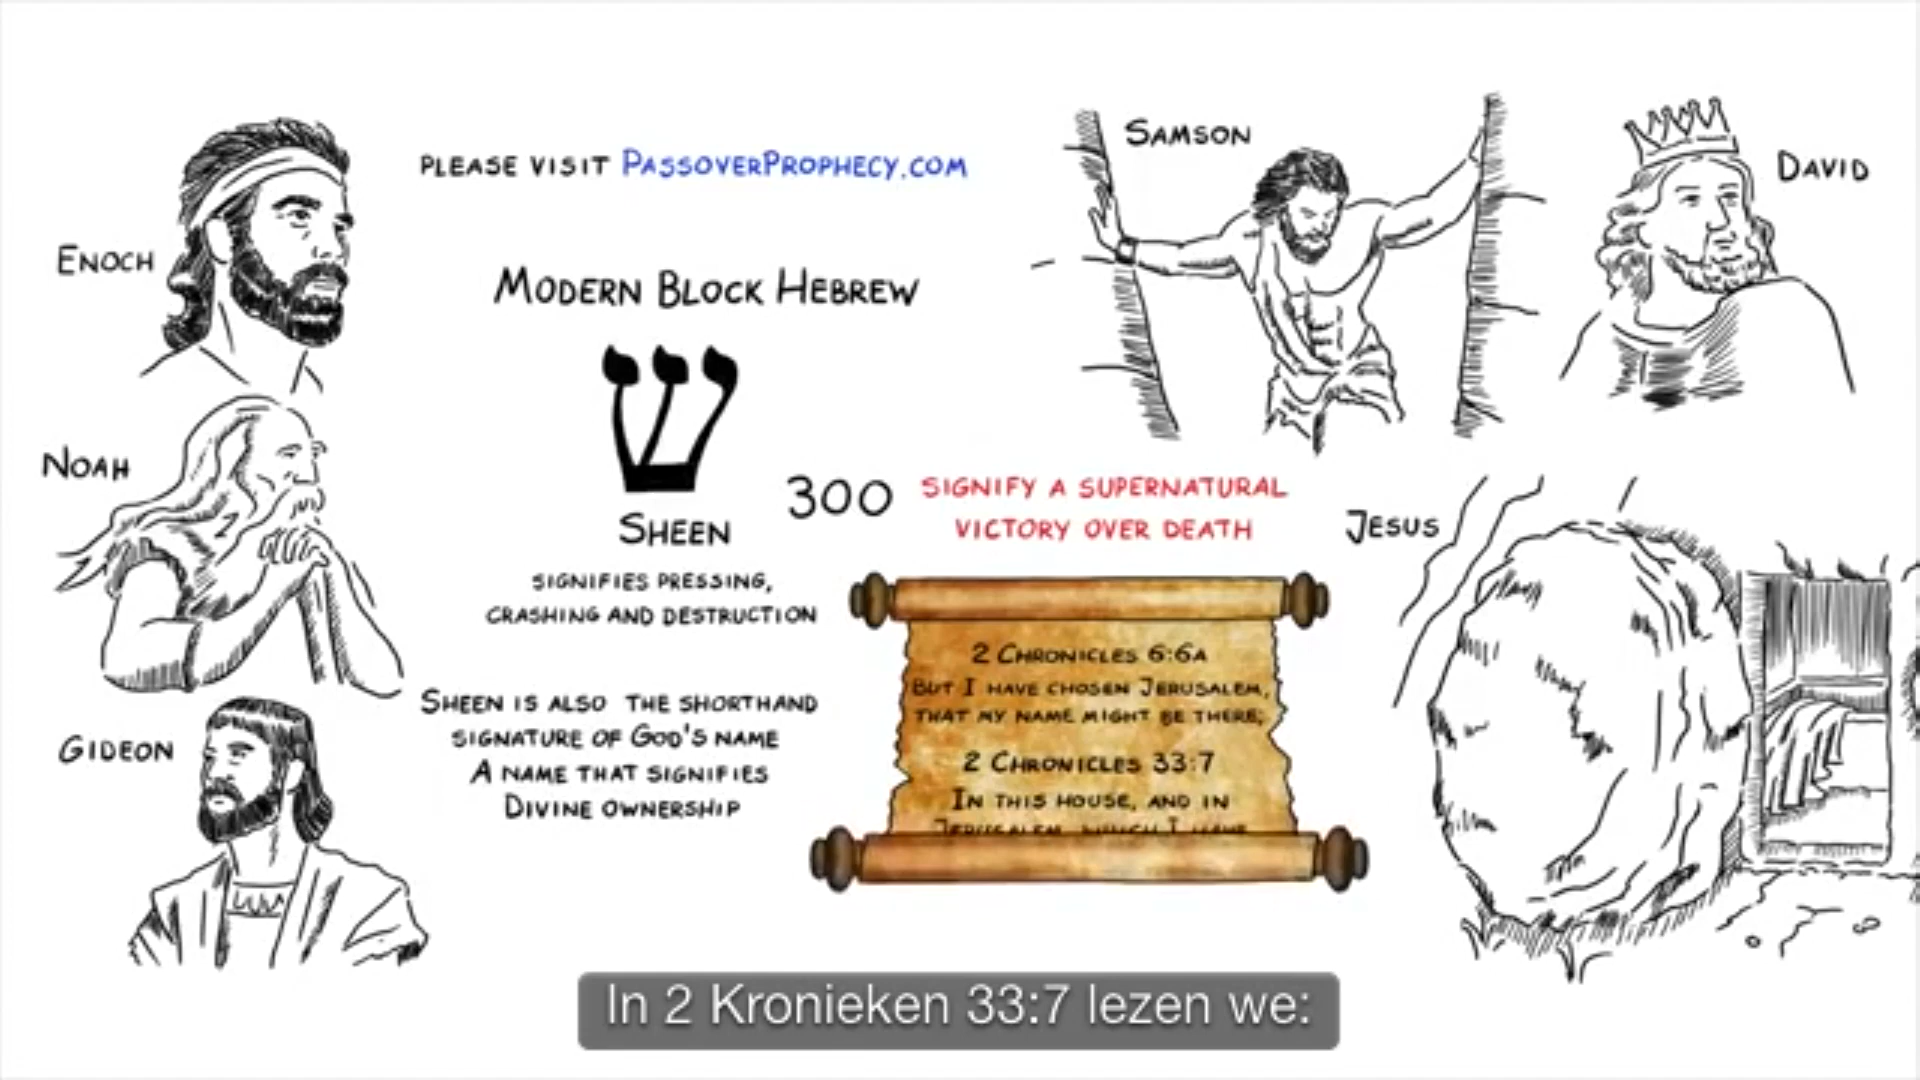 PLEASE VISIT PASSOVERPROPHECY.COM
ENOCH
MODERN BLOCK HEBREW
ש
SHEEN
SIGNIFIES PRESSING,
CRASHING AND DESTRUCTION
SHEEN IS ALSO THE SHORTHAND
SIGNATURE OF GOD'S NAME
A NAME THAT SIGNIFIES
DIVINE OWNERSHIP
NOAH
GIDEON
SAMSON
DAVID
300 SIGNIFY A SUPERNATURAL
VICTORY OVER DEATH
JESUS
2 CHRONICLES 6:6A
BUT I HAVE CHOSEN JERUSALEM,
THAT MY NAME MIGHT BE THERE;
2 CHRONICLES 33:7
IN THIS HOUSE, AND IN
JERUSALEM, WHICH I HAVE
In 2 Kronieken 33:7 lezen we: